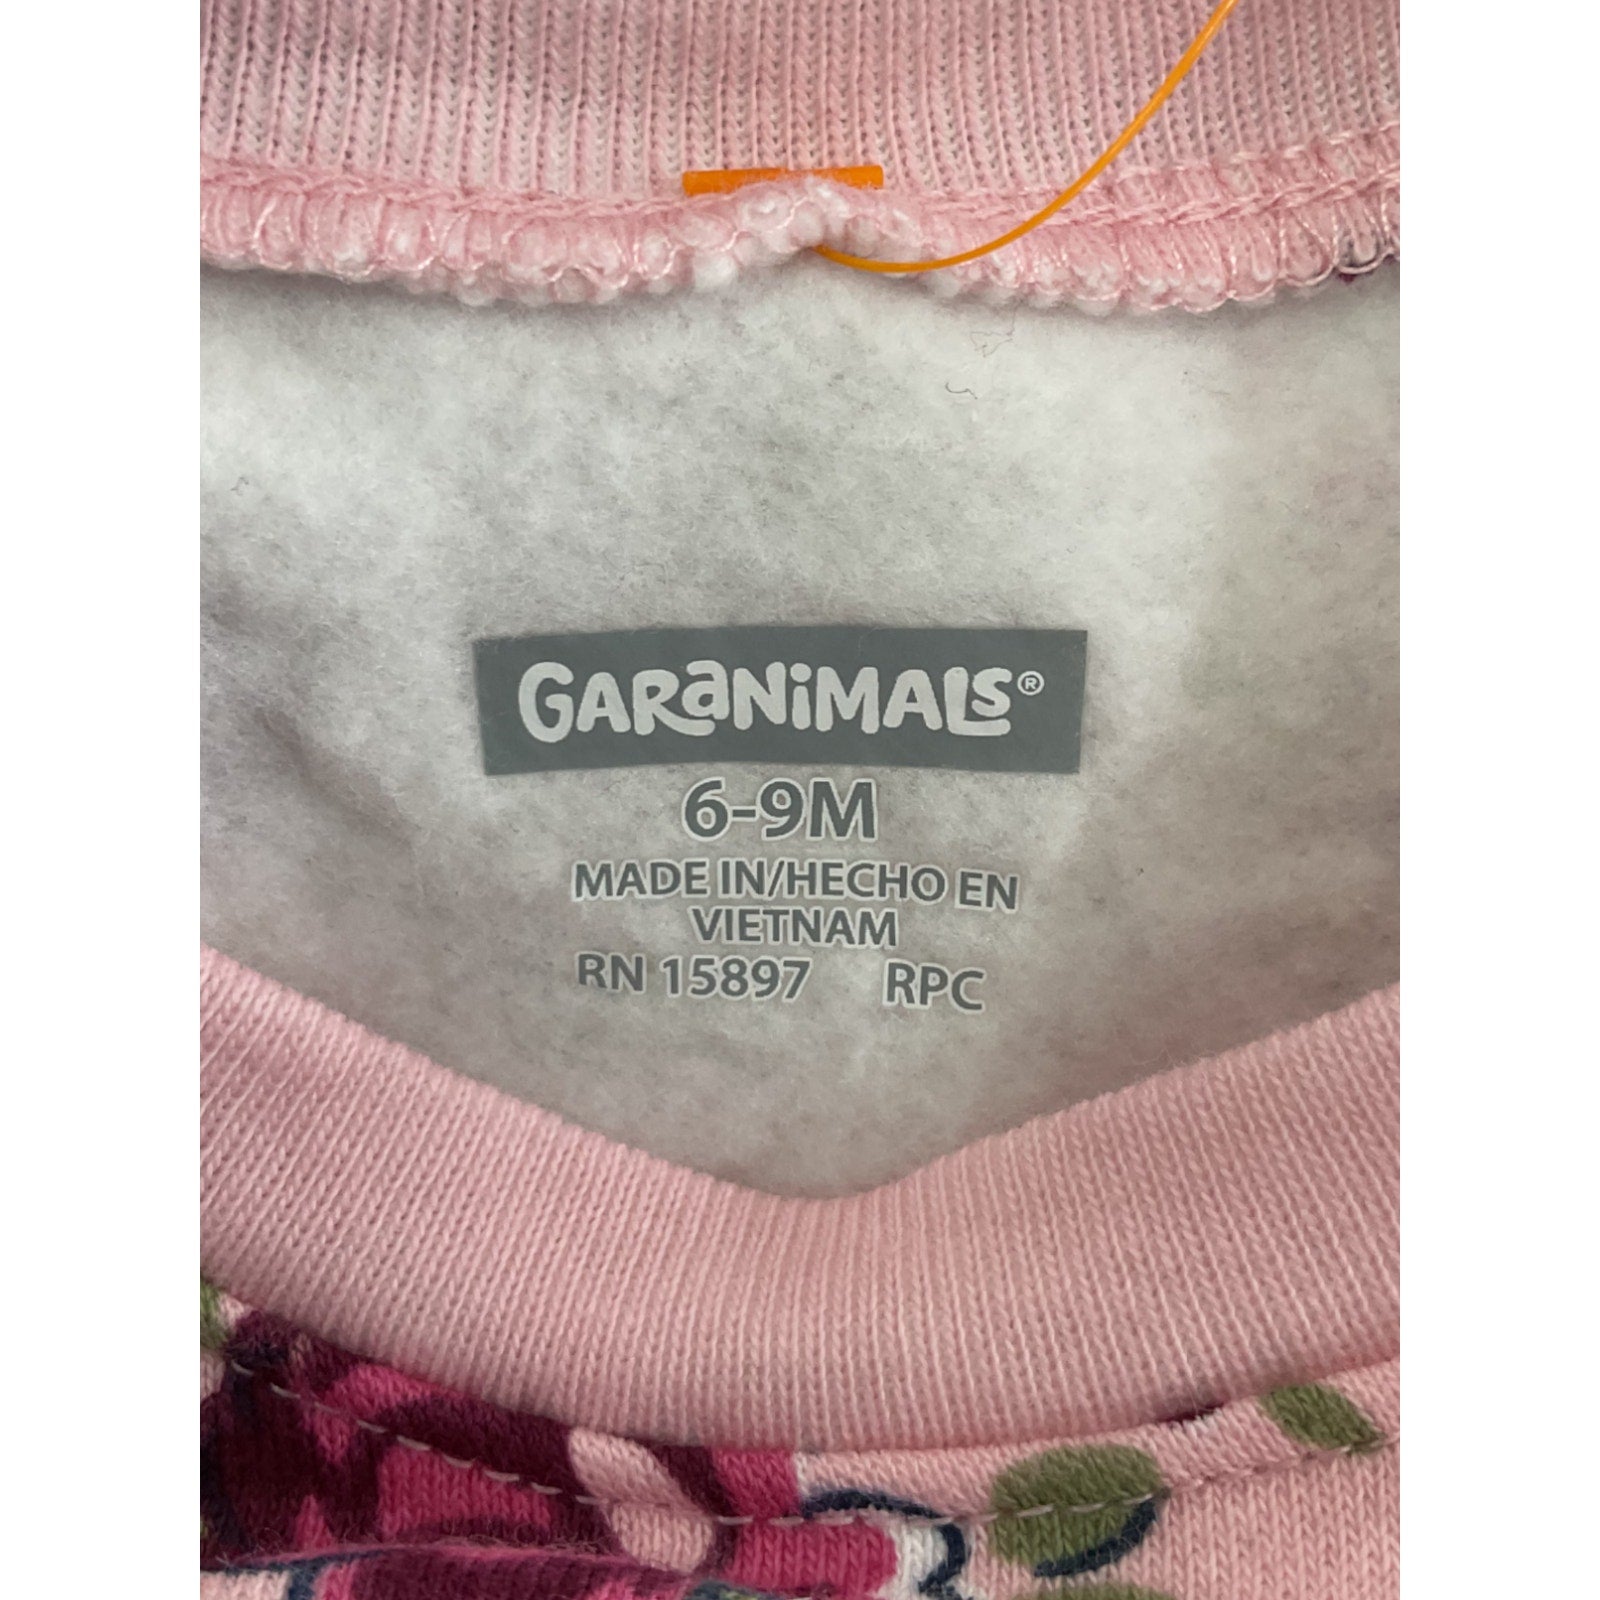 GARaNiMALS®
6-9M
MADE IN/HECHO EN
VIETNAM
RN 15897 RPC